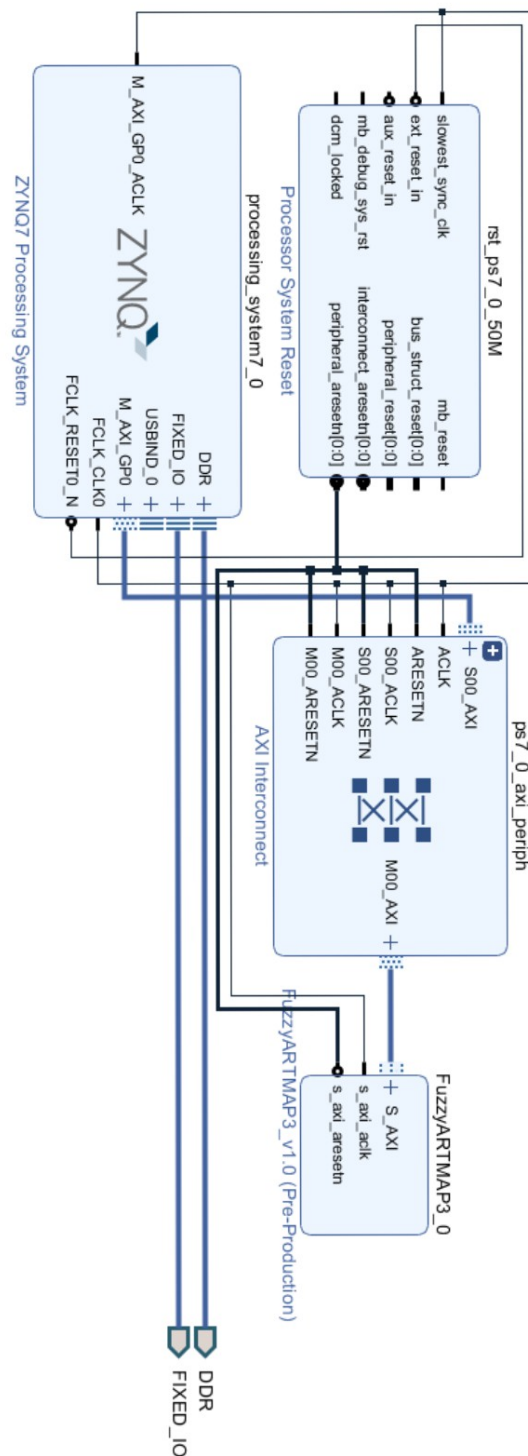 rst_ps7_0_50M
slowest_sync_clk
ext_reset_in
aux_reset_in
mb_debug_sys_rst
dcm_locked
mb_reset
bus_struct_reset[0:0]
peripheral_reset[0:0]
interconnect_aresetn[0:0]
peripheral_aresetn[0:0]
Processor System Reset
processing_system7_0
M_AXI_GP0_ACLK
ZYNQ
DDR
FIXED_IO
USBIND_0
M_AXI_GP0
FCLK_CLK0
FCLK_RESET0_N
ZYNQ7 Processing System
ps7_0_axi_periph
S00_AXI
ACLK
ARESETN
S00_ACLK
S00_ARESETN
M00_ACLK
M00_ARESETN
M00_AXI
AXI Interconnect
FuzzyARTMAP3_0
S_AXI
s_axi_aclk
s_axi_aresetn
FuzzyARTMAP3_v1.0 (Pre-Production)
DDR
FIXED_IO